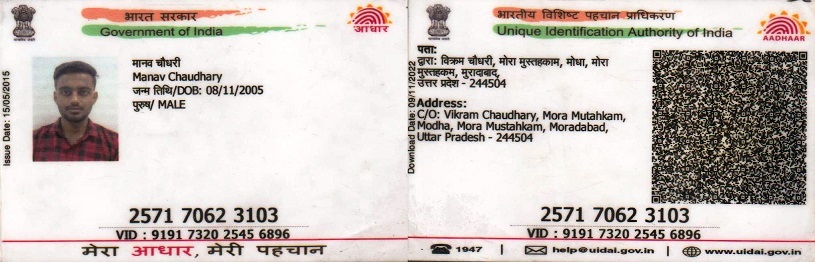 भारत सरकार
Government of India
आधार
Issue Date: 15/05/2015
मानव चौधरी
Manav Chaudhary
जन्म तिथि/DOB: 08/11/2005
पुरुष/ MALE
2571 7062 3103
VID : 9191 7320 2545 6896
मेरा आधार, मेरी पहचान
भारतीय विशिष्ट पहचान प्राधिकरण
Unique Identification Authority of India
AADHAAR
Download Date: 09/11/2022
पता:
द्वारा: विक्रम चौधरी, मोरा मुस्तहकाम, मोधा, मोरा
मुस्तहकम, मुरादाबाद,
उत्तर प्रदेश - 244504
Address:
C/O: Vikram Chaudhary, Mora Mutahkam,
Modha, Mora Mustahkam, Moradabad,
Uttar Pradesh - 244504
2571 7062 3103
VID : 9191 7320 2545 6896
1947 | help@uidai.gov.in | www.uidai.gov.in